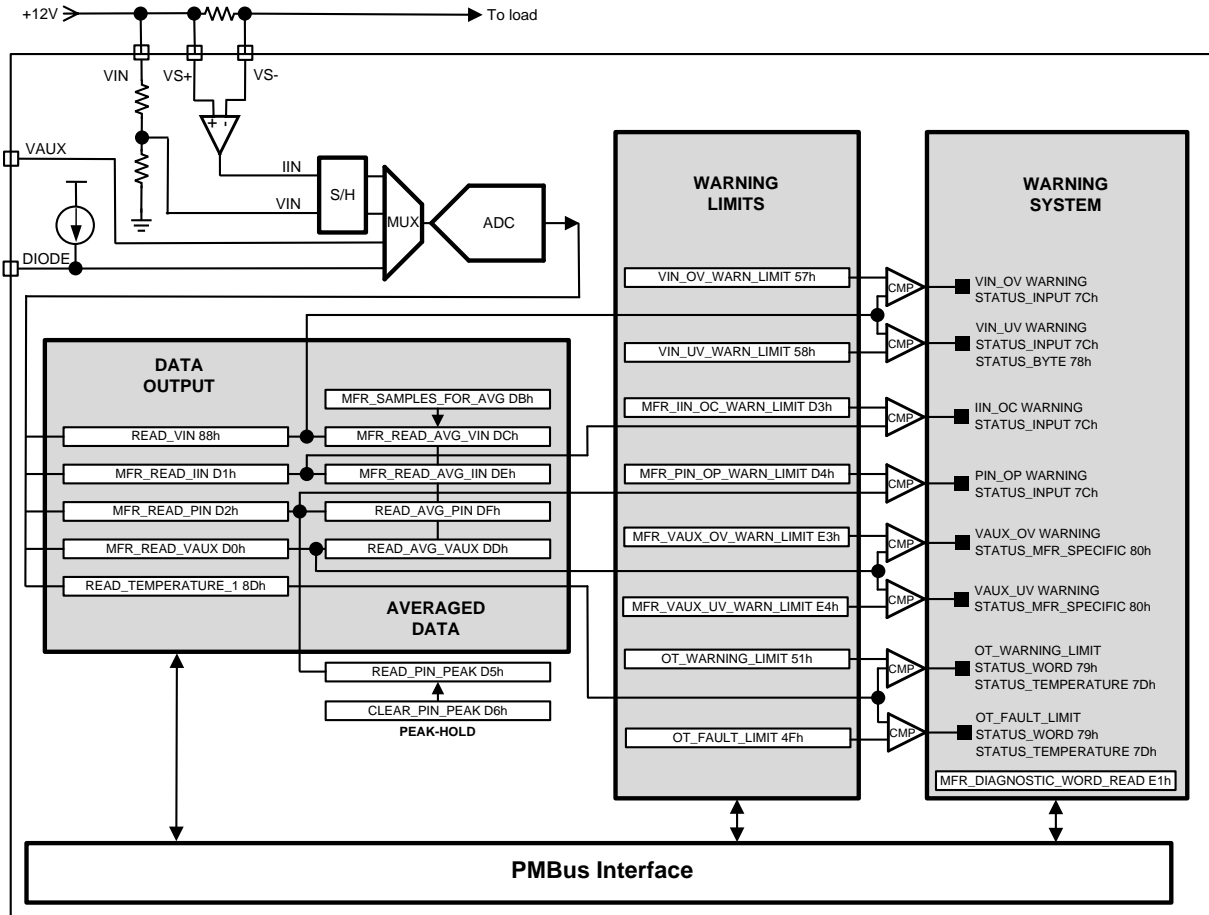 +12V
To load
VIN
VS+
VS-
VAUX
+ -
IIN
VIN
S/H
MUX
ADC
DIODE
DATA
OUTPUT
MFR_SAMPLES_FOR_AVG DBh
READ_VIN 88h
MFR_READ_AVG_VIN DCh
MFR_READ_IIN D1h
MFR_READ_AVG_IIN DEh
MFR_READ_PIN D2h
READ_AVG_PIN DFh
MFR_READ_VAUX D0h
READ_AVG_VAUX DDh
READ_TEMPERATURE_1 8Dh
AVERAGED
DATA
READ_PIN_PEAK D5h
CLEAR_PIN_PEAK D6h
PEAK-HOLD
WARNING
LIMITS
VIN_OV_WARN_LIMIT 57h
VIN_UV_WARN_LIMIT 58h
MFR_IIN_OC_WARN_LIMIT D3h
MFR_PIN_OP_WARN_LIMIT D4h
MFR_VAUX_OV_WARN_LIMIT E3h
MFR_VAUX_UV_WARN_LIMIT E4h
OT_WARNING_LIMIT 51h
OT_FAULT_LIMIT 4Fh
CMP
CMP
CMP
CMP
CMP
CMP
CMP
CMP
WARNING
SYSTEM
VIN_OV WARNING
STATUS_INPUT 7Ch
VIN_UV WARNING
STATUS_INPUT 7Ch
STATUS_BYTE 78h
IIN_OC WARNING
STATUS_INPUT 7Ch
PIN_OP WARNING
STATUS_INPUT 7Ch
VAUX_OV WARNING
STATUS_MFR_SPECIFIC 80h
VAUX_UV WARNING
STATUS_MFR_SPECIFIC 80h
OT_WARNING_LIMIT
STATUS_WORD 79h
STATUS_TEMPERATURE 7Dh
OT_FAULT_LIMIT
STATUS_WORD 79h
STATUS_TEMPERATURE 7Dh
MFR_DIAGNOSTIC_WORD_READ E1h
PMBus Interface